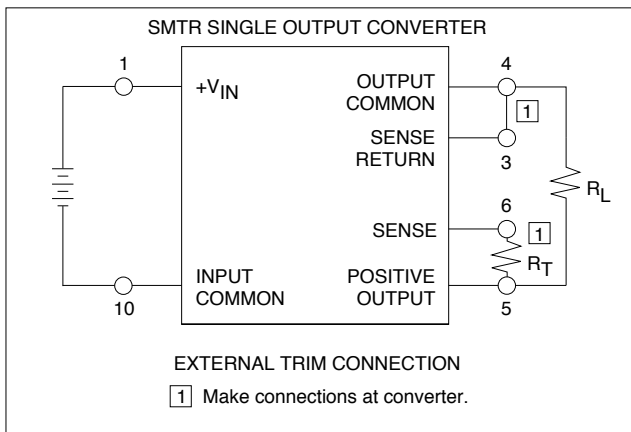 SMTR SINGLE OUTPUT CONVERTER
1
+VIN
OUTPUT
COMMON
4
1
SENSE
RETURN
3
RL
SENSE
6
1
RT
INPUT
COMMON
10
POSITIVE
OUTPUT
5
EXTERNAL TRIM CONNECTION
1 Make connections at converter.